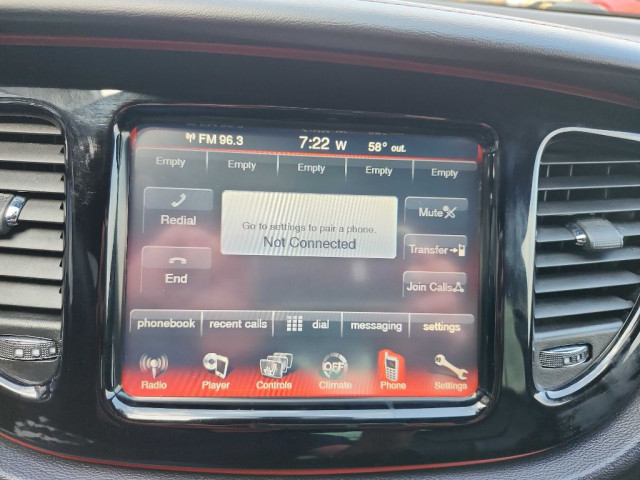 FM 96.3 7:22 W 58° out.
Empty Empty Empty Empty Empty
Redial
Go to settings to pair a phone.
Not Connected
Mute
Transfer
End
Join Calls
phonebook recent calls dial messaging settings
OFF
Radio Player Controls Climate Phone Settings